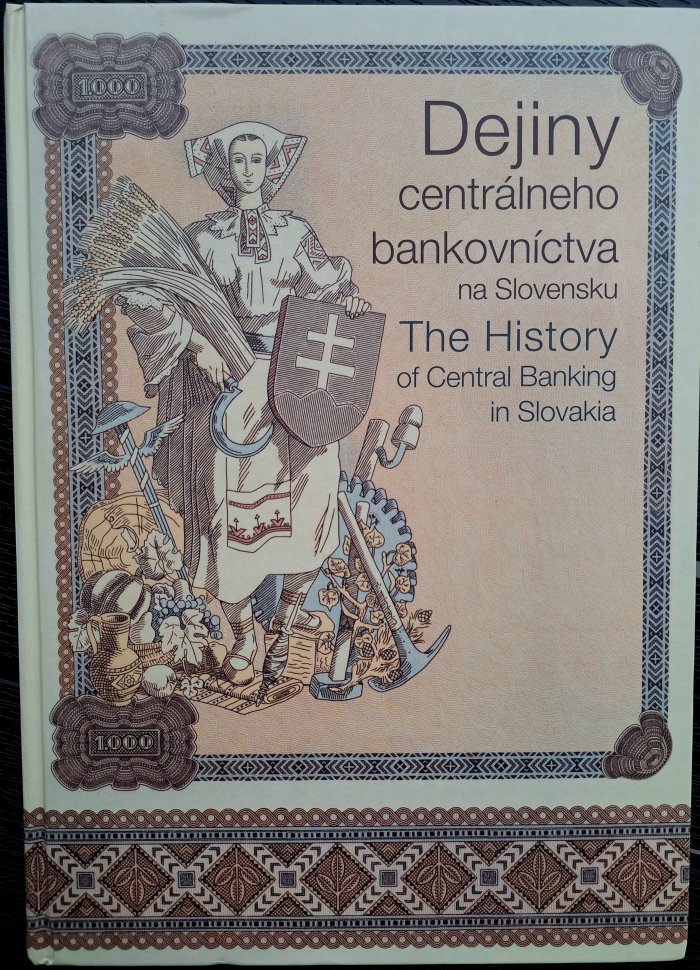 1000
Dejiny
centrálneho
bankovníctva
na Slovensku
The History
of Central Banking
in Slovakia
1000